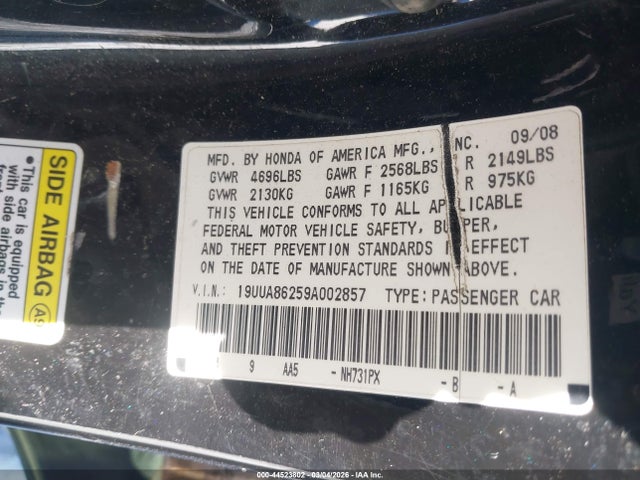 SIDE AIRBAG
• This car is equipped
with side airbags in the
MFD. BY HONDA OF AMERICA MFG., NC. 09/08
GVWR 4696LBS GAWR F 2568LBS R 2149LBS
GVWR 2130KG GAWR F 1165KG R 975KG
THIS VEHICLE CONFORMS TO ALL APPLICABLE
FEDERAL MOTOR VEHICLE SAFETY, BUMPER,
AND THEFT PREVENTION STANDARDS IN EFFECT
ON THE DATE OF MANUFACTURE SHOWN ABOVE.
V.I.N.: 19UUA86259A002857 TYPE: PASSENGER CAR
9 AA5 -NH731PX -B -A
000-44523802 - 03/04/2026 - IAA Inc.